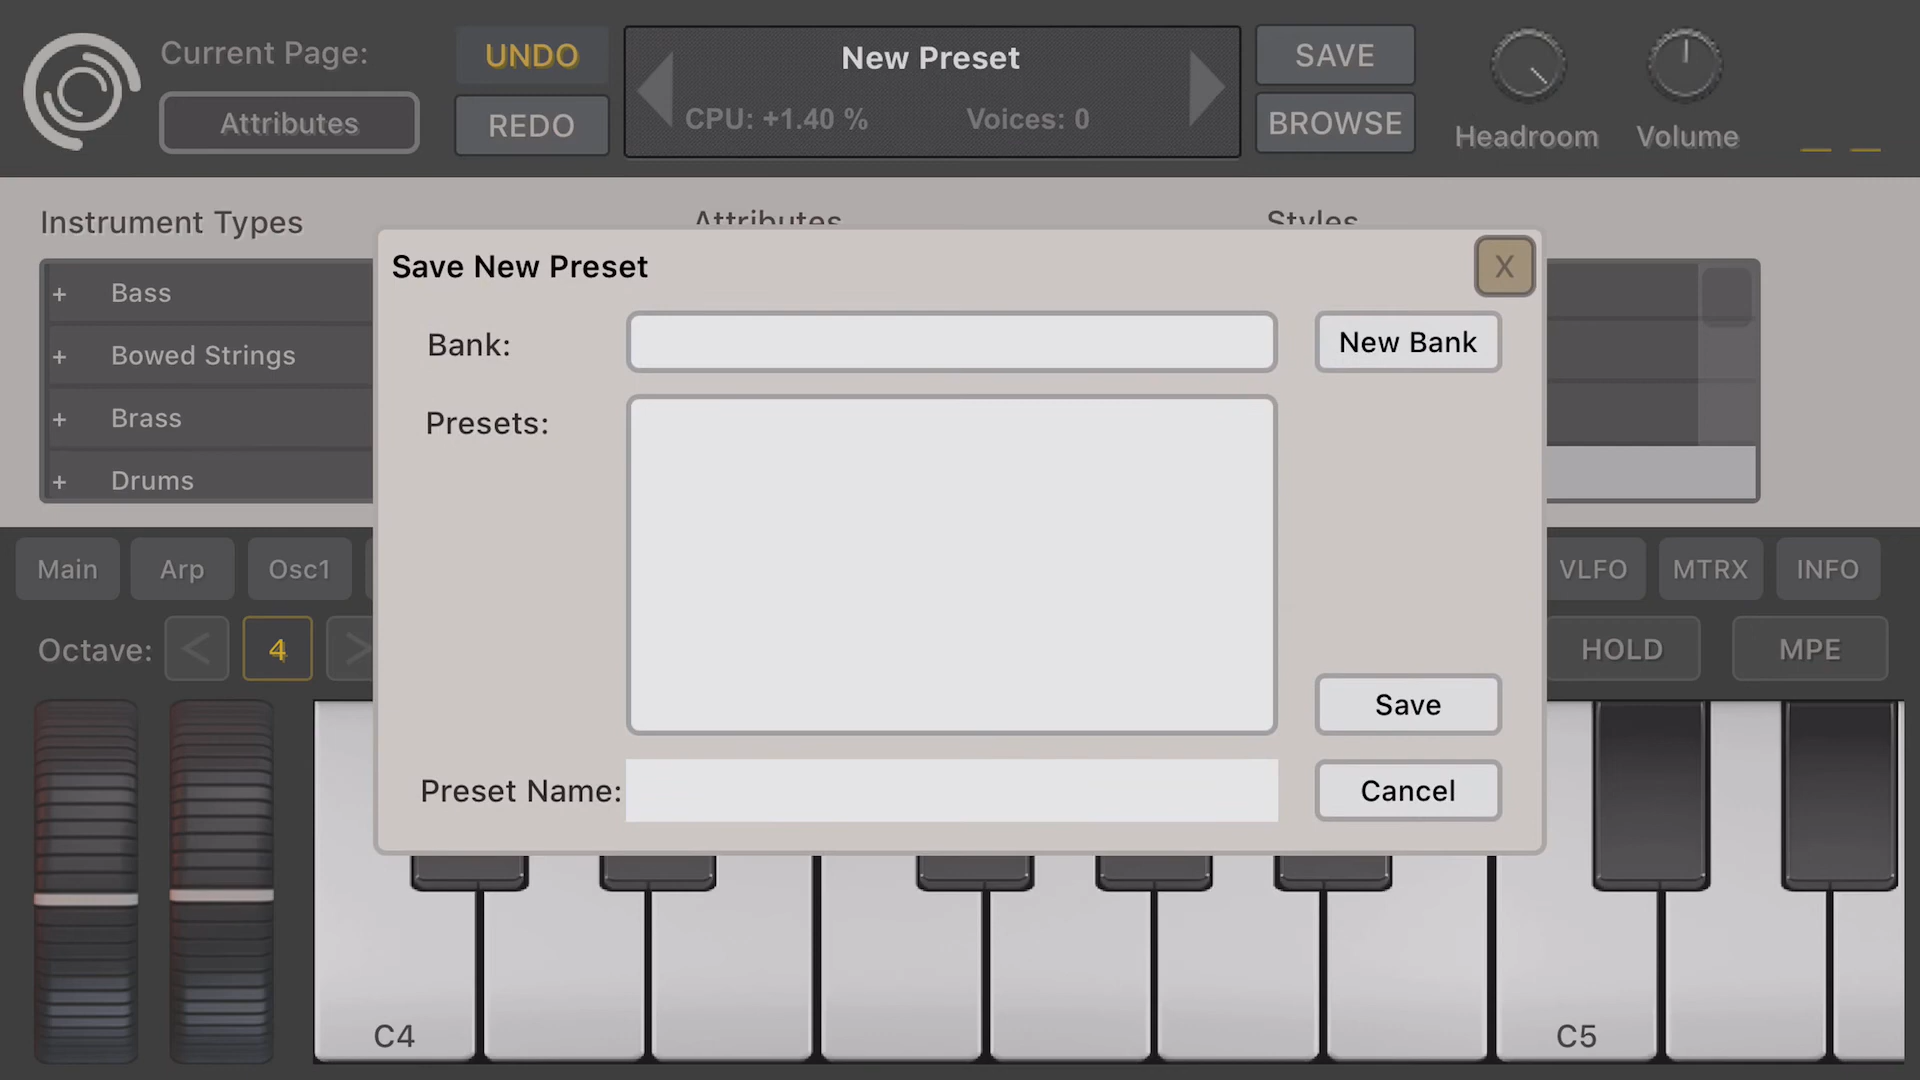 Current Page:
Attributes
UNDO
REDO
New Preset
CPU: +1.40 %
Voices: 0
SAVE
BROWSE
Headroom
Volume
Instrument Types
Attributes
Styles
+ Bass
+ Bowed Strings
+ Brass
+ Drums
Save New Preset
X
Bank:
New Bank
Presets:
Save
Preset Name:
Cancel
Main
Arp
Osc1
VLFO
MTRX
INFO
Octave:
<
4
>
HOLD
MPE
C4
C5